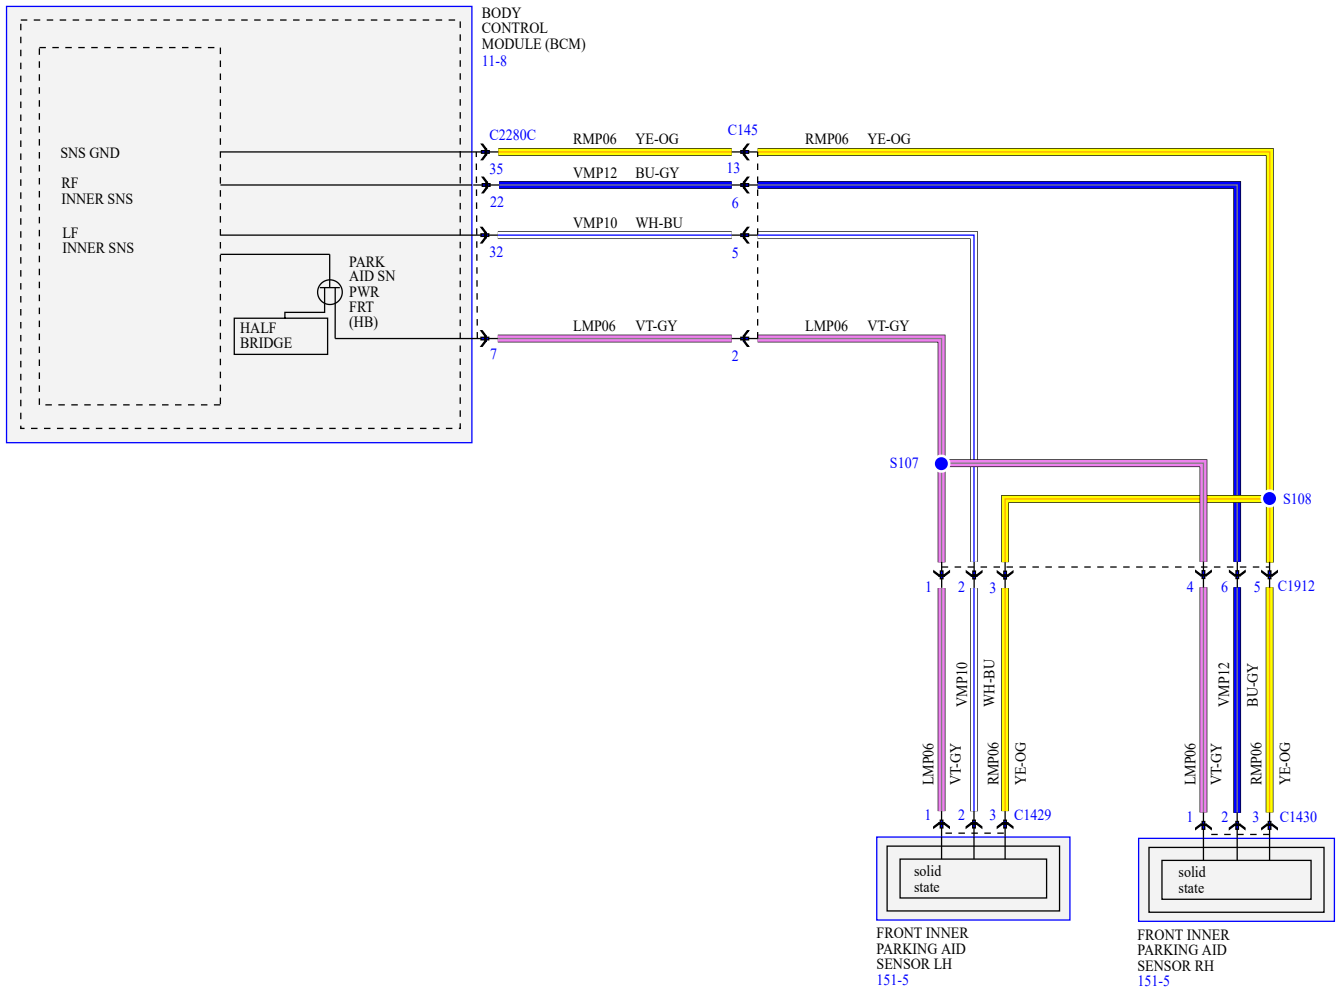 BODY
CONTROL
MODULE (BCM)
11-8
C2280C
RMP06 YE-OG
C145
RMP06 YE-OG
SNS GND
35
13
VMP12 BU-GY
RF
INNER SNS
22
6
VMP10 WH-BU
LF
INNER SNS
32
5
PARK
AID SN
PWR
FRT
(HB)
HALF
BRIDGE
LMP06 VT-GY
LMP06 VT-GY
7
2
S107
S108
1 2 3
4 6 5 C1912
LMP06
VT-GY
VMP10
WH-BU
RMP06
YE-OG
LMP06
VT-GY
VMP12
BU-GY
RMP06
YE-OG
1 2 3 C1429
1 2 3 C1430
solid
state
solid
state
FRONT INNER
PARKING AID
SENSOR LH
151-5
FRONT INNER
PARKING AID
SENSOR RH
151-5